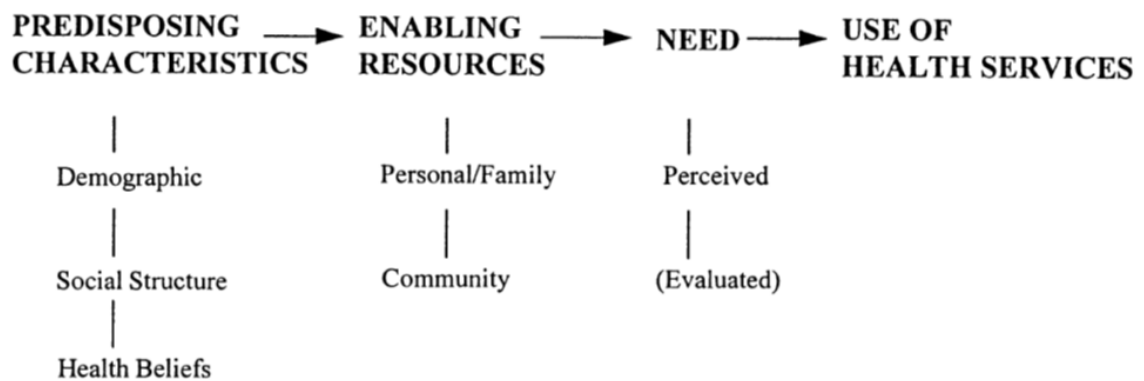 PREDISPOSING CHARACTERISTICS
ENABLING RESOURCES
NEED
USE OF HEALTH SERVICES
Demographic
Personal/Family
Perceived
Social Structure
Community
(Evaluated)
Health Beliefs